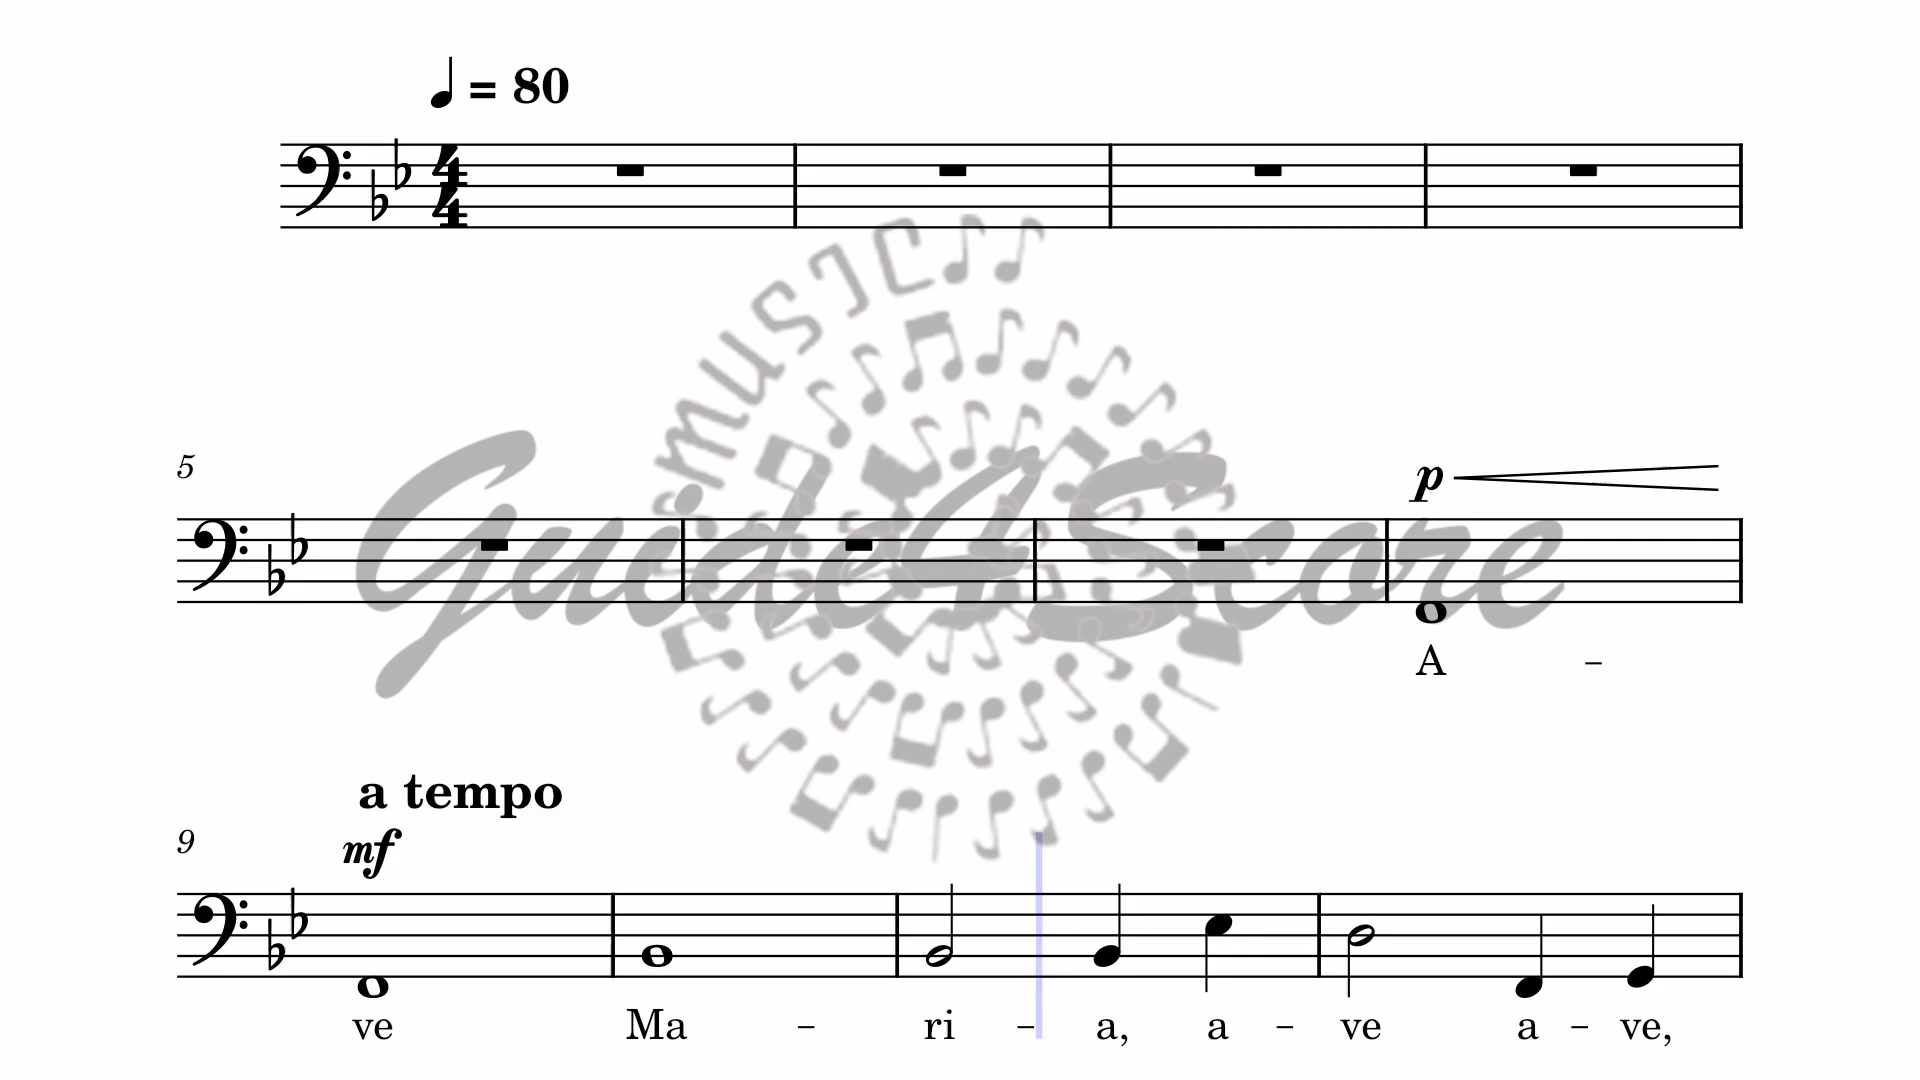 = 80
MUSIC
5
p
Guide4Score
A -
a tempo
9
mf
ve Ma - ri - a, a - ve a - ve,